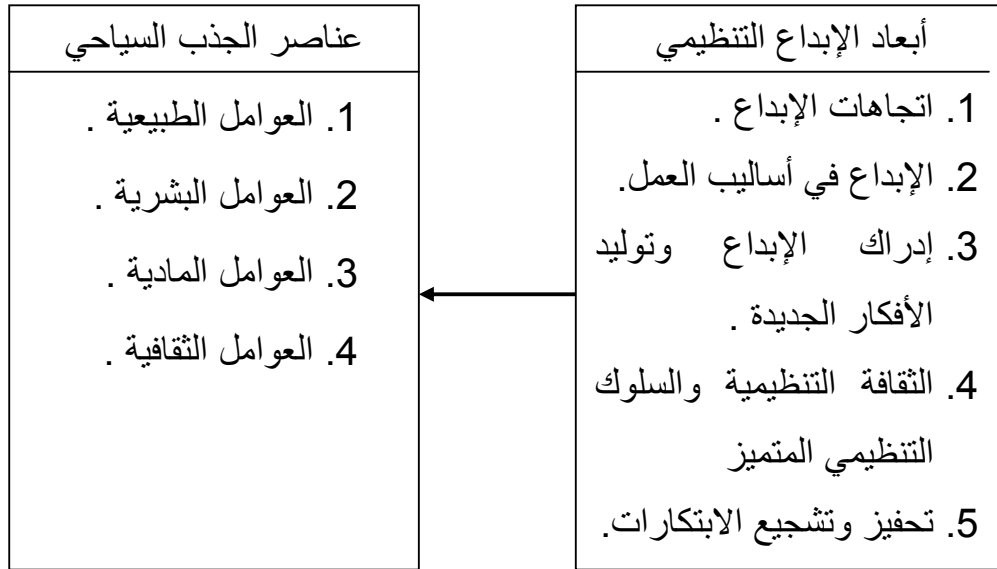 أبعاد الإبداع التنظيمي
1. اتجاهات الإبداع .
2. الإبداع في أساليب العمل.
3. إدراك الإبداع وتوليد
الأفكار الجديدة .
4. الثقافة التنظيمية والسلوك
التنظيمي المتميز
5. تحفيز وتشجيع الابتكارات.
عناصر الجذب السياحي
1. العوامل الطبيعية .
2. العوامل البشرية .
3. العوامل المادية .
4. العوامل الثقافية .